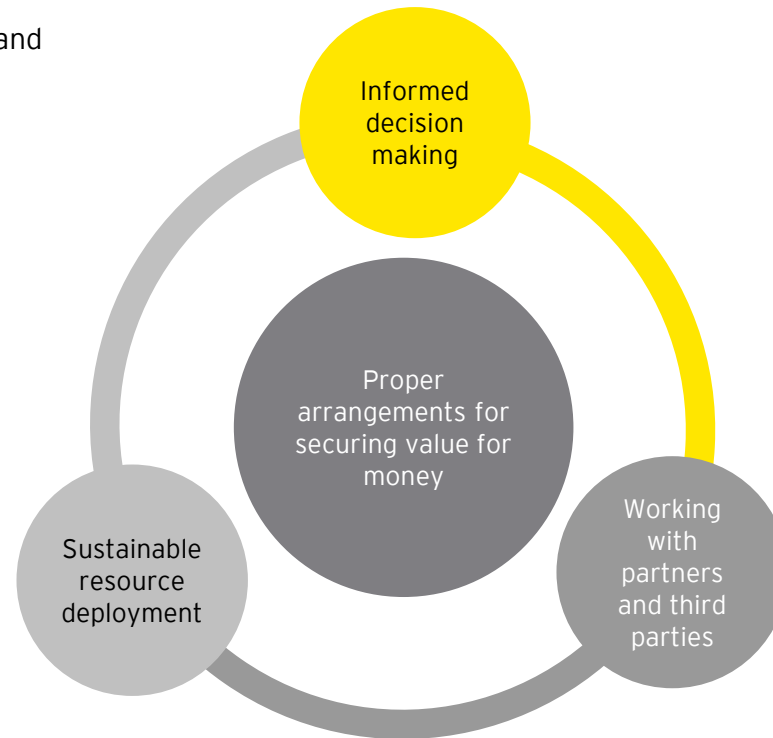 and
Informed
decision
making
Proper
arrangements for
securing value for
money
Sustainable
resource
deployment
Working
with
partners
and third
parties